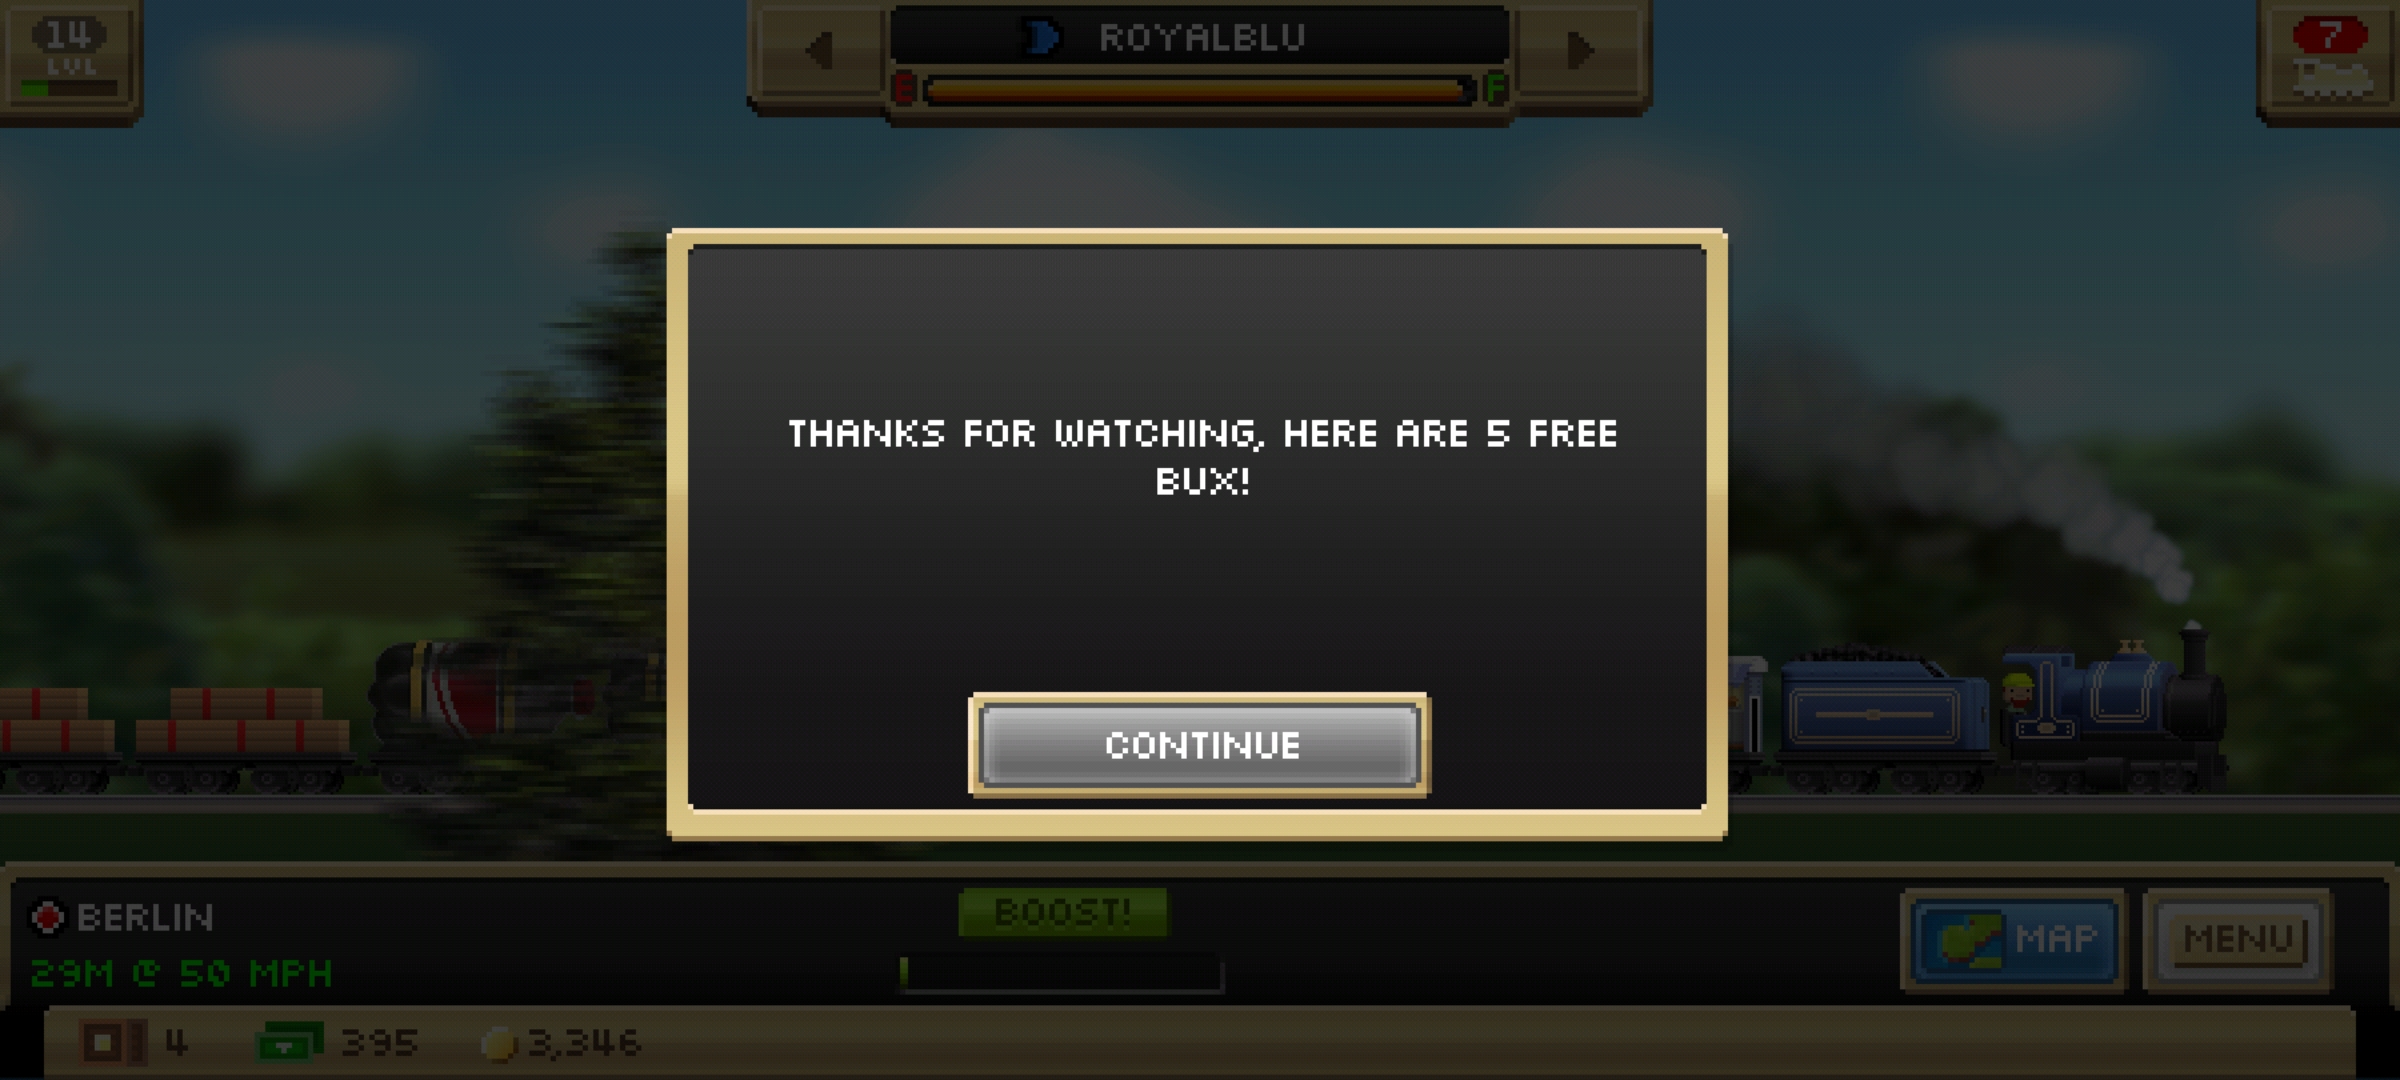 14
LVL
ROYALBLU
E F
7
THANKS FOR WATCHING, HERE ARE 5 FREE
BUX!
CONTINUE
BERLIN
29M @ 50 MPH
BOOST!
MAP
MENU
4
395
3,346